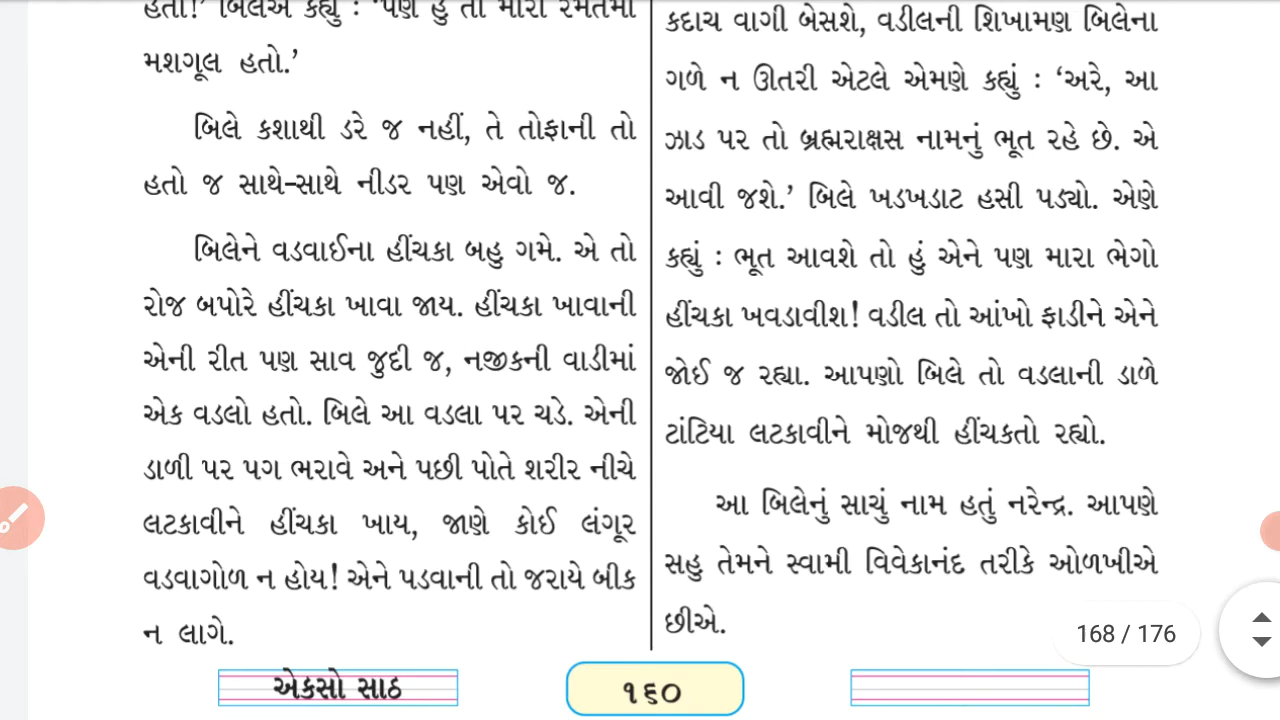 હતા!' બિલેએ કહ્યું : 'પણ હું તો મારી રમતમાં
મશગૂલ હતો.'
બિલે કશાથી ડરે જ નહીં, તે તોફાની તો
હતો જ સાથે-સાથે નીડર પણ એવો જ.
બિલેને વડવાઈના હીંચકા બહુ ગમે. એ તો
રોજ બપોરે હીંચકા ખાવા જાય. હીંચકા ખાવાની
એની રીત પણ સાવ જુદી જ, નજીકની વાડીમાં
એક વડલો હતો. બિલે આ વડલા પર ચડે. એની
ડાળી પર પગ ભરાવે અને પછી પોતે શરીર નીચે
લટકાવીને હીંચકા ખાય, જાણે કોઈ લંગૂર
વડવાગોળ ન હોય! એને પડવાની તો જરાયે બીક
ન લાગે.
કદાચ વાગી બેસશે, વડીલની શિખામણ બિલેના
ગળે ન ઊતરી એટલે એમણે કહ્યું : 'અરે, આ
ઝાડ પર તો બ્રહ્મરાક્ષસ નામનું ભૂત રહે છે. એ
આવી જશે.' બિલે ખડખડાટ હસી પડ્યો. એણે
કહ્યું : ભૂત આવશે તો હું એને પણ મારા ભેગો
હીંચકા ખવડાવીશ! વડીલ તો આંખો ફાડીને એને
જોઈ જ રહ્યા. આપણો બિલે તો વડલાની ડાળે
ટાંટિયા લટકાવીને મોજથી હીંચકતો રહ્યો.
આ બિલેનું સાચું નામ હતું નરેન્દ્ર. આપણે
સહુ તેમને સ્વામી વિવેકાનંદ તરીકે ઓળખીએ
છીએ.
168 / 176
એકસો સાઠ
૧૬૦